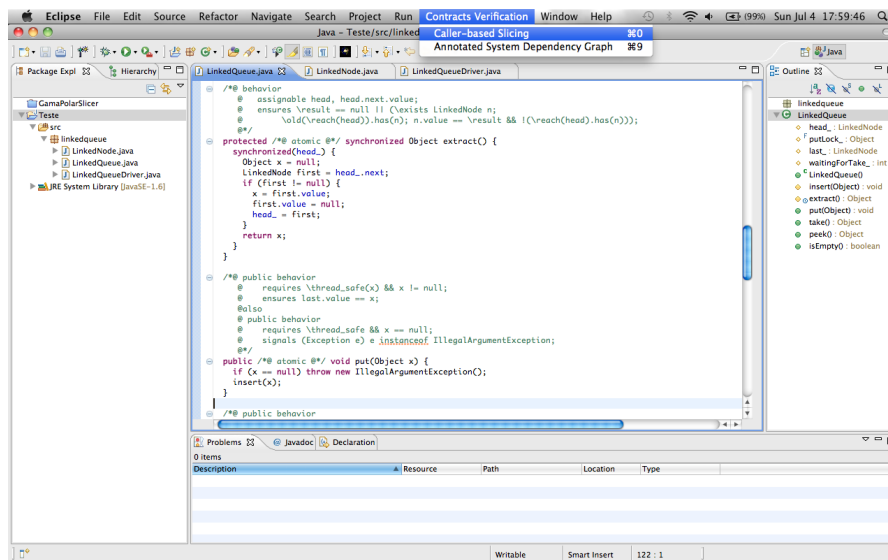 Eclipse File Edit Source Refactor Navigate Search Project Run Contracts Verification Window Help (99%) Sun Jul 4 17:59:46
Java - Teste/src/linked
Caller-based Slicing ⌘0
Annotated System Dependency Graph ⌘9
Java
Package Expl Hierarchy
GamaPolarSlicer
Teste
src
linkedqueue
LinkedNode.java
LinkedQueue.java
LinkedQueueDriver.java
JRE System Library [JavaSE-1.6]
LinkedQueue.java LinkedNode.java LinkedQueueDriver.java
/*@ behavior
@ assignable head, head.next.value;
@ ensures \result == null || (\exists LinkedNode n;
@ \old(\reach(head)).has(n); n.value == \result && !(\reach(head).has(n)));
@*/
protected /*@ atomic @*/ synchronized Object extract() {
synchronized(head_) {
Object x = null;
LinkedNode first = head_.next;
if (first != null) {
x = first.value;
first.value = null;
head_ = first;
}
return x;
}
}
/*@ public behavior
@ requires \thread_safe(x) && x != null;
@ ensures last.value == x;
@also
@ public behavior
@ requires \thread_safe && x == null;
@ signals (Exception e) e instanceof IllegalArgumentException;
@*/
public /*@ atomic @*/ void put(Object x) {
if (x == null) throw new IllegalArgumentException();
insert(x);
}
/*@ public behavior
Outline
linkedqueue
LinkedQueue
head_ : LinkedNode
putLock_ : Object
last_ : LinkedNode
waitingForTake_ : int
LinkedQueue()
insert(Object) : void
extract() : Object
put(Object) : void
take() : Object
peek() : Object
isEmpty() : boolean
Problems Javadoc Declaration
0 items
Description Resource Path Location Type
Writable Smart Insert 122 : 1